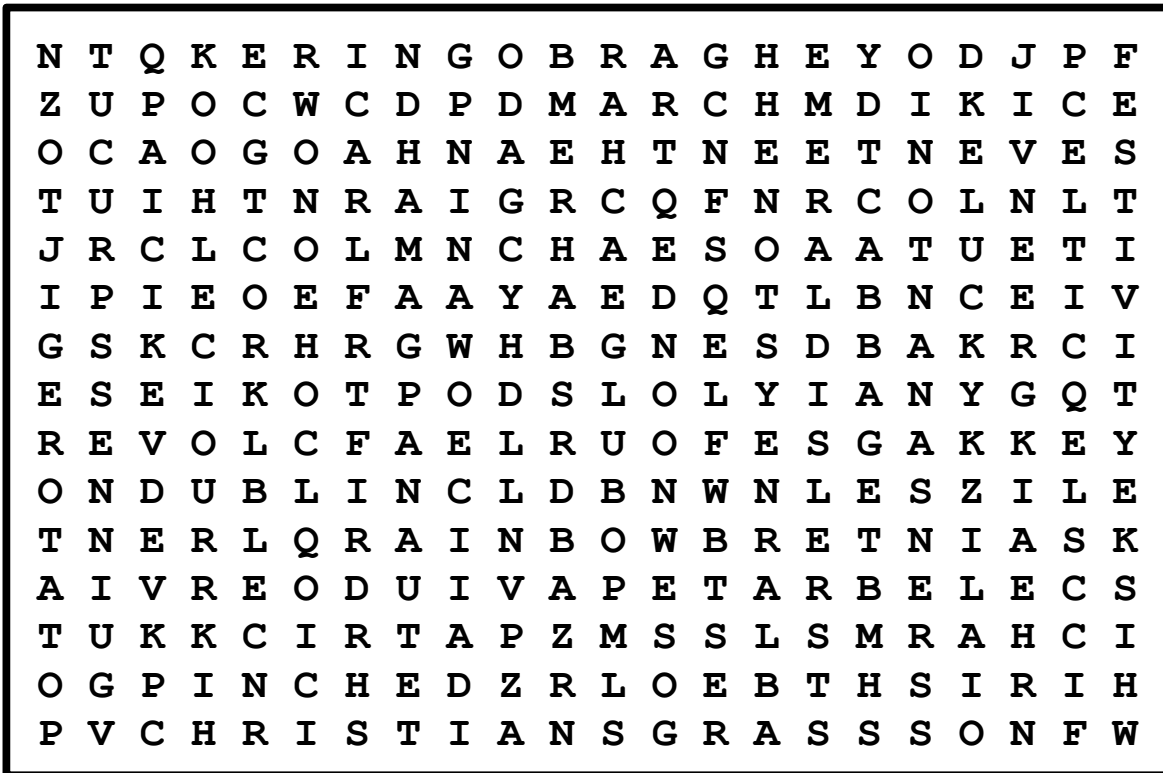 N T Q K E R I N G O B R A G H E Y O D J P F
Z U P O C W C D P D M A R C H M D I K I C E
O C A O G O A H N A E H T N E E T N E V E S
T U I H T N R A I G R C Q F N R C O L N L T
J R C L C O L M N C H A E S O A A T U E T I
I P I E O E F A A Y A E D Q T L B N C E I V
G S K C R H R G W H B G N E S D B A K R C I
E S E I K O T P O D S L O L Y I A N Y G Q T
R E V O L C F A E L R U O F E S G A K K E Y
O N D U B L I N C L D B N W N L E S Z I L E
T N E R L Q R A I N B O W B R E T N I A S K
A I V R E O D U I V A P E T A R B E L E C S
T U K K C I R T A P Z M S S L S M R A H C I
O G P I N C H E D Z R L O E B T H S I R I H
P V C H R I S T I A N S G R A S S S O N F W